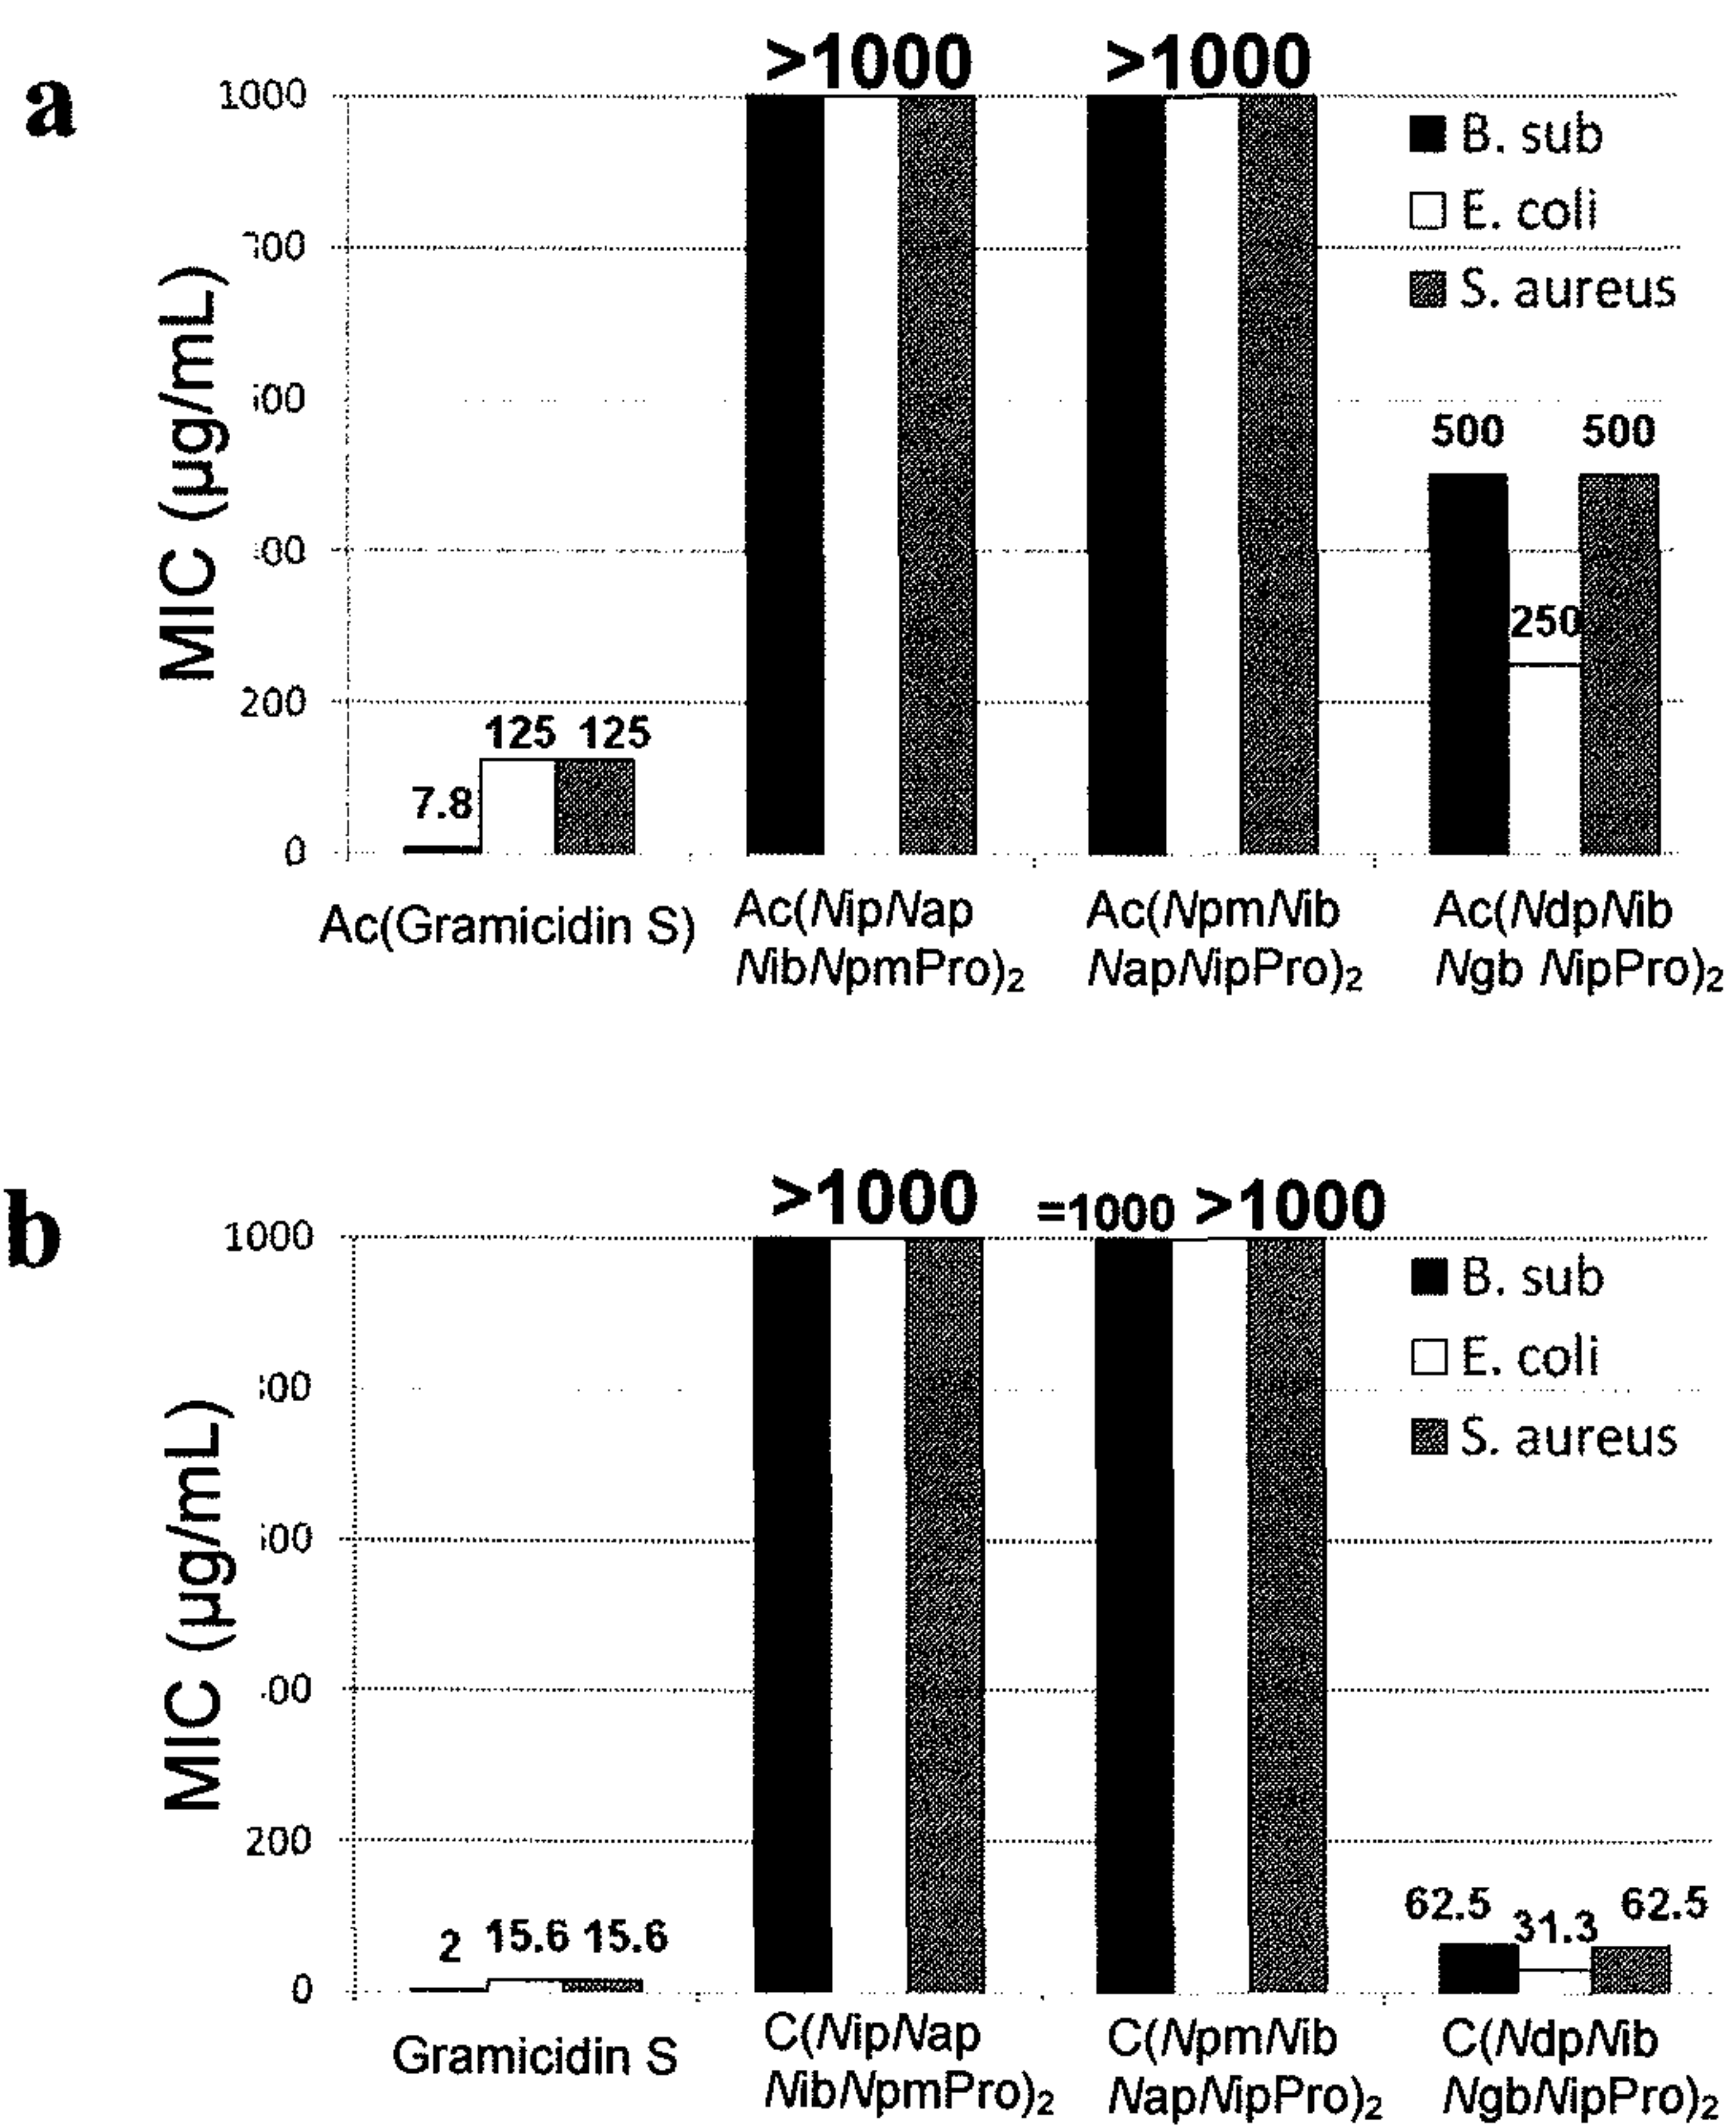 a
>1000 >1000
1000
B. sub
E. coli
S. aureus
500 500
250
200
125 125
7.8
0
MIC (µg/mL)
Ac(Gramicidin S)
Ac(NipNap
NibNpmPro)2
Ac(NpmNib
NapNipPro)2
Ac(NdpNib
Ngb NipPro)2
b
>1000 =1000 >1000
1000
B. sub
E. coli
S. aureus
200
62.5 31.3 62.5
2 15.6 15.6
0
MIC (µg/mL)
Gramicidin S
C(NipNap
NibNpmPro)2
C(NpmNib
NapNipPro)2
C(NdpNib
NgbNipPro)2